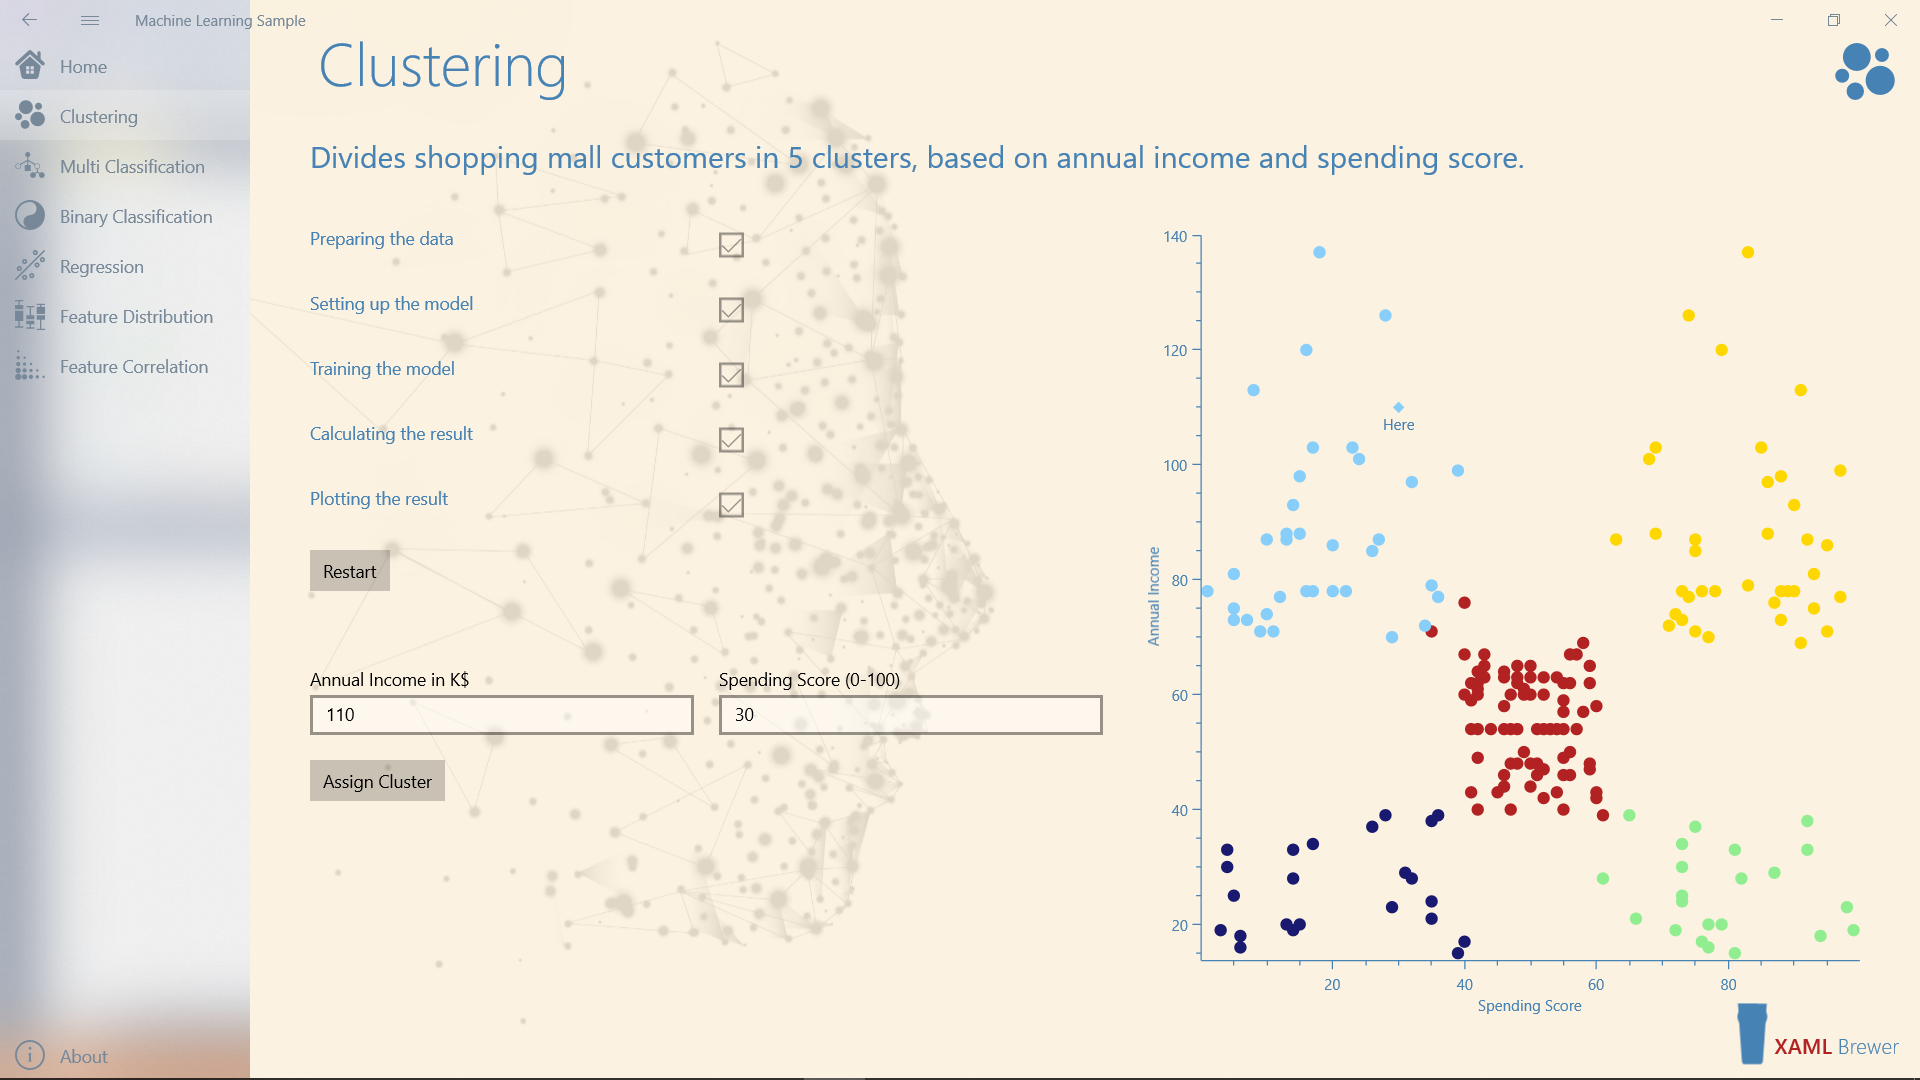 Machine Learning Sample
Home
Clustering
Multi Classification
Binary Classification
Regression
Feature Distribution
Feature Correlation
About
Clustering
Divides shopping mall customers in 5 clusters, based on annual income and spending score.
Preparing the data
Setting up the model
Training the model
Calculating the result
Plotting the result
Restart
Annual Income in K$
Spending Score (0-100)
110
30
Assign Cluster
140
120
100
80
60
40
20
Annual Income
Here
20
40
60
80
Spending Score
XAML Brewer